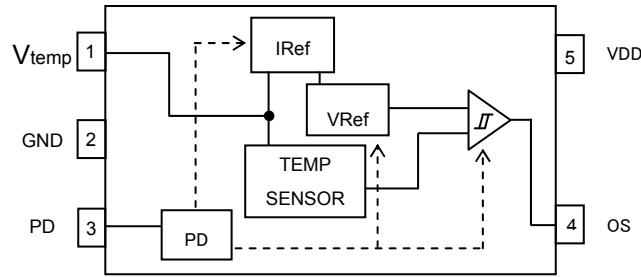 Vtemp 1 IRef 5 VDD
VRef
GND 2
TEMP
SENSOR
PD 3 PD 4 OS